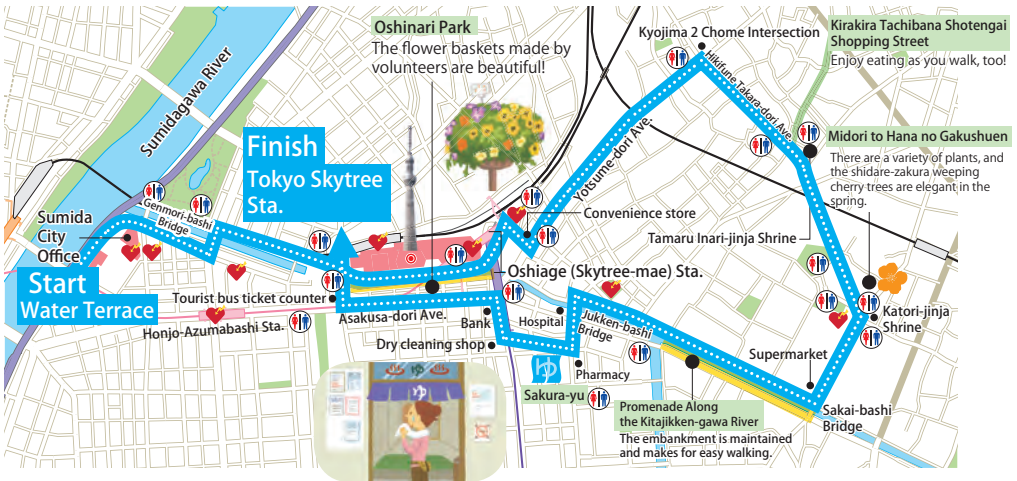 Oshinari Park
The flower baskets made by
volunteers are beautiful!
Kyojima 2 Chome Intersection
Kirakira Tachibana Shotengai
Shopping Street
Enjoy eating as you walk, too!
Hikifune Takara-dori Ave.
Sumidagawa River
Finish
Tokyo Skytree
Sta.
Midori to Hana no Gakushuen
There are a variety of plants, and
the shidare-zakura weeping
cherry trees are elegant in the
spring.
Yotsume-dori Ave.
Genmori-bashi
Bridge
Sumida
City
Office
Convenience store
Tamaru Inari-jinja Shrine
Start
Water Terrace
Oshiage (Skytree-mae) Sta.
Tourist bus ticket counter
Asakusa-dori Ave.
Honjo-Azumabashi Sta.
Bank
Hospital
Jukken-bashi
Bridge
Katori-jinja
Shrine
Dry cleaning shop
Supermarket
Pharmacy
ゆ
ゆ
Sakura-yu
Promenade Along
the Kitajikken-gawa River
The embankment is maintained
and makes for easy walking.
Sakai-bashi
Bridge